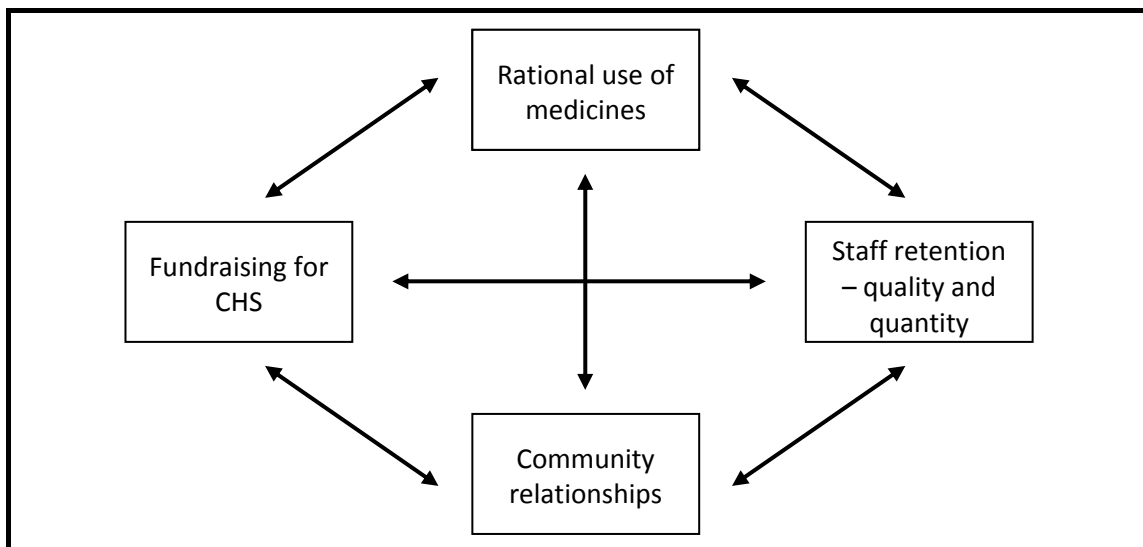 Rational use of
medicines
Fundraising for
CHS
Staff retention
– quality and
quantity
Community
relationships